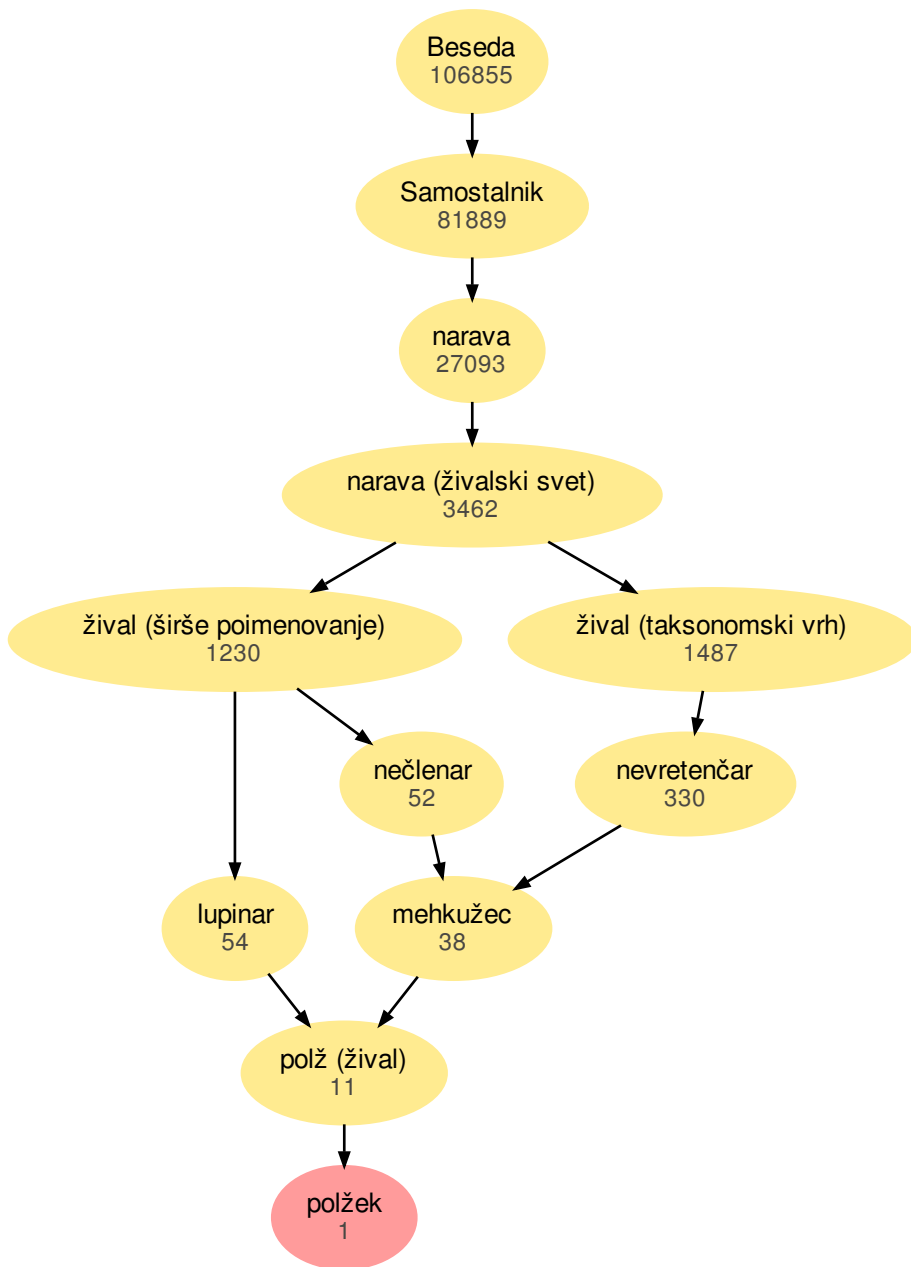 Beseda
106855
Samostalnik
81889
narava
27093
narava (živalski svet)
3462
žival (širše poimenovanje)
1230
žival (taksonomski vrh)
1487
nečlenar
52
nevretenčar
330
lupinar
54
mehkužec
38
polž (žival)
11
polžek
1